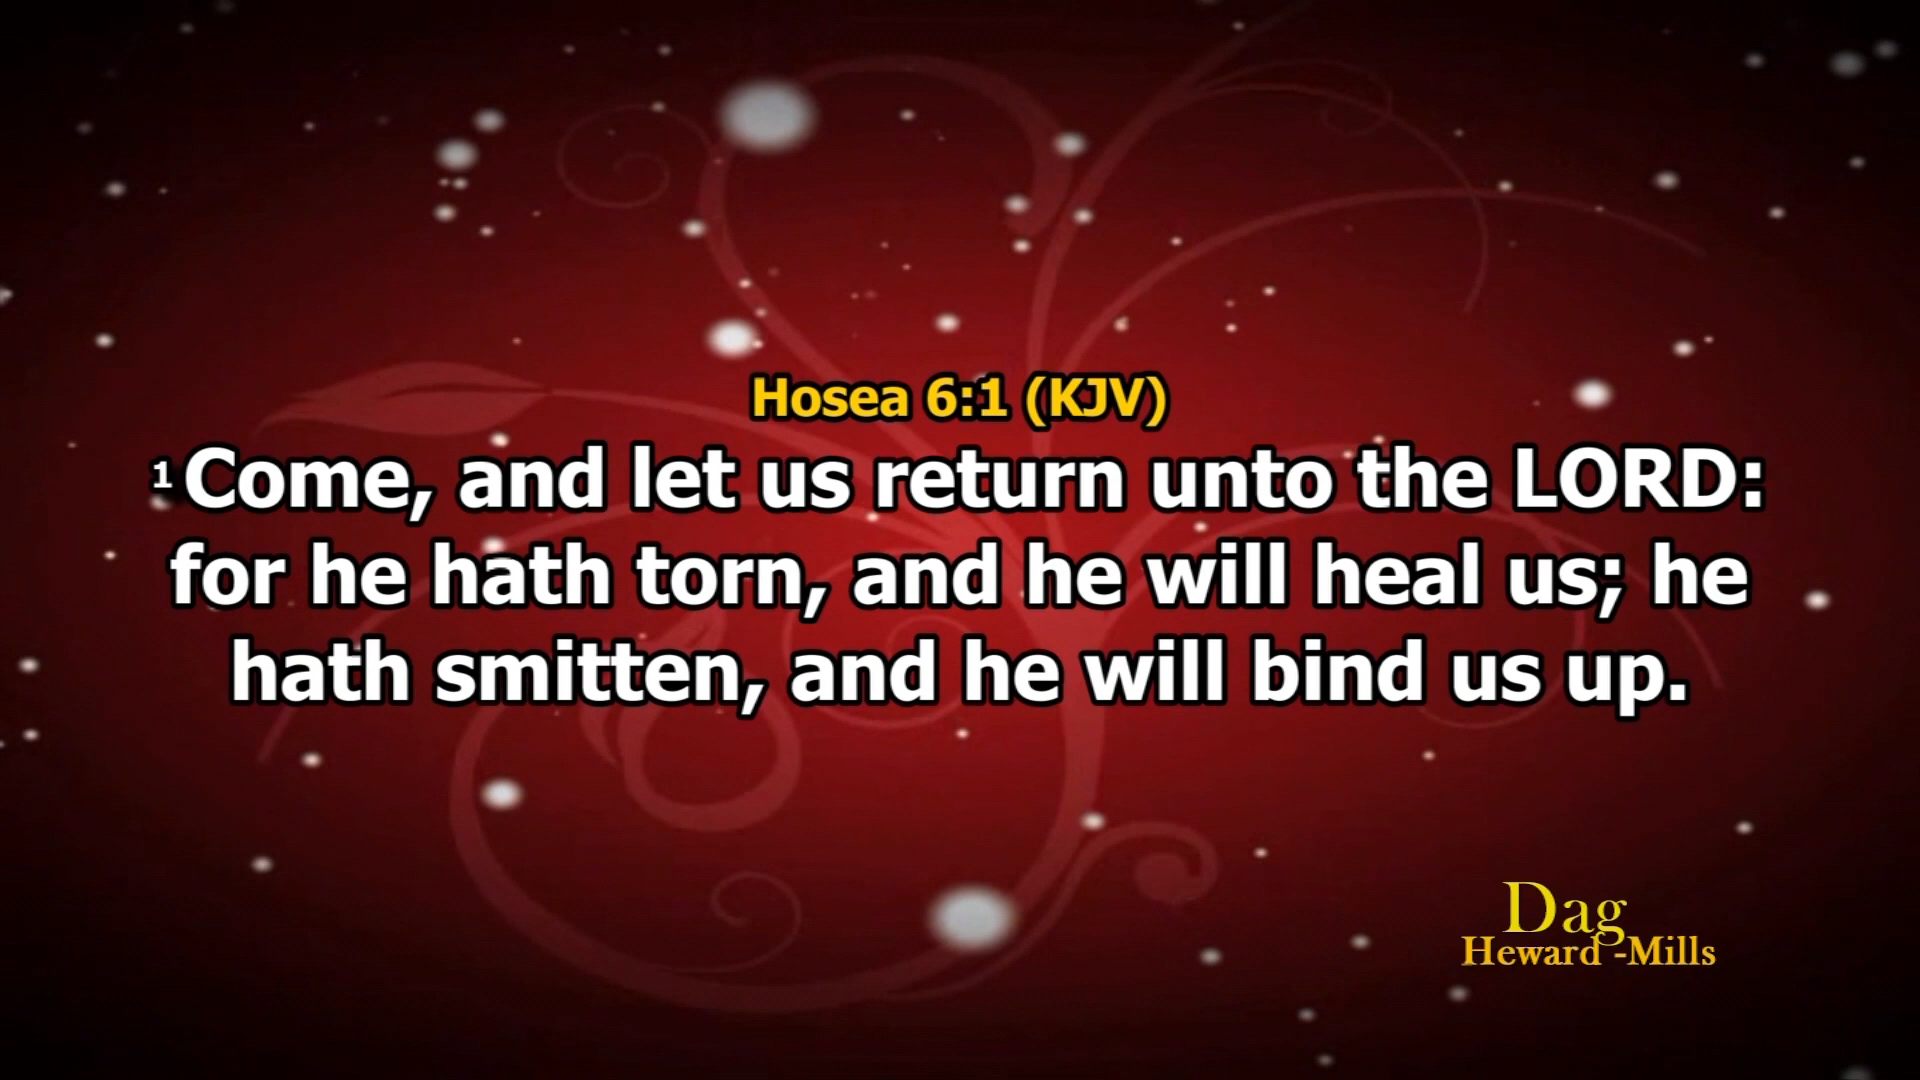 Hosea 6:1 (KJV)
1 Come, and let us return unto the LORD:
for he hath torn, and he will heal us; he
hath smitten, and he will bind us up.
Dag
Heward -Mills